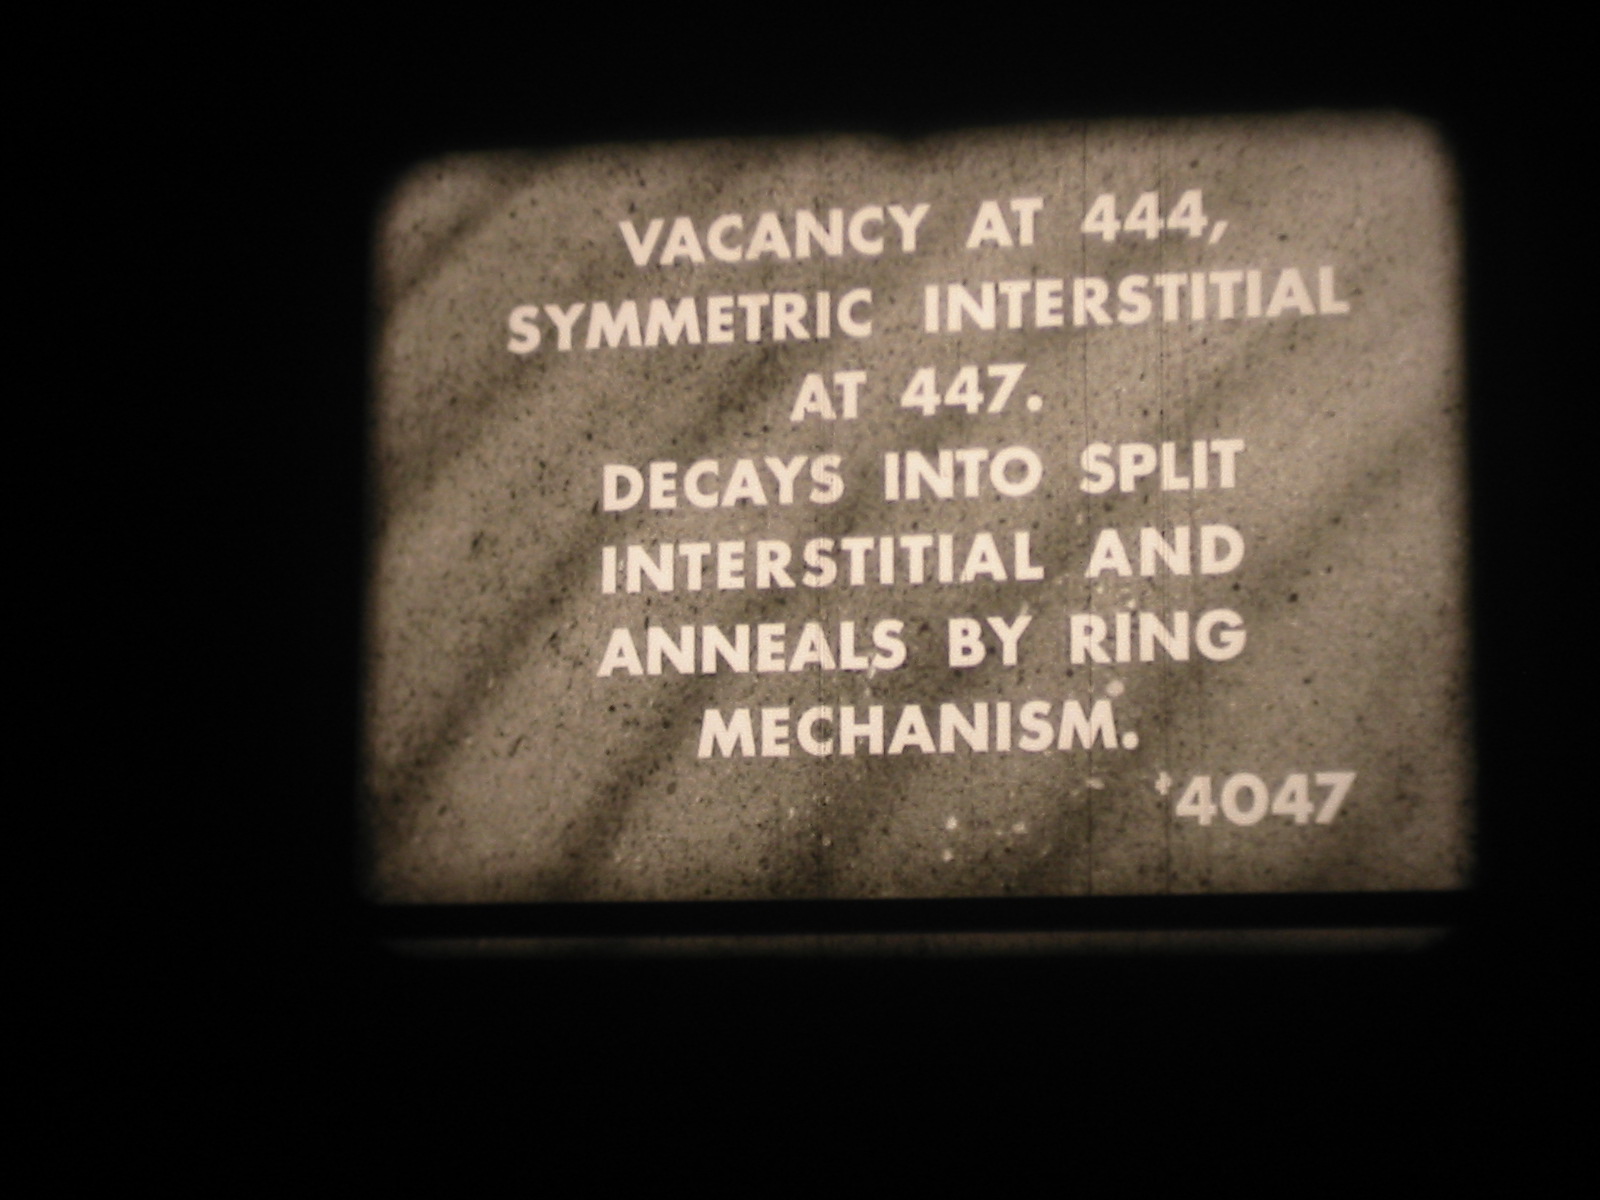 VACANCY AT 444,
SYMMETRIC INTERSTITIAL
AT 447.
DECAYS INTO SPLIT
INTERSTITIAL AND
ANNEALS BY RING
MECHANISM.
4047